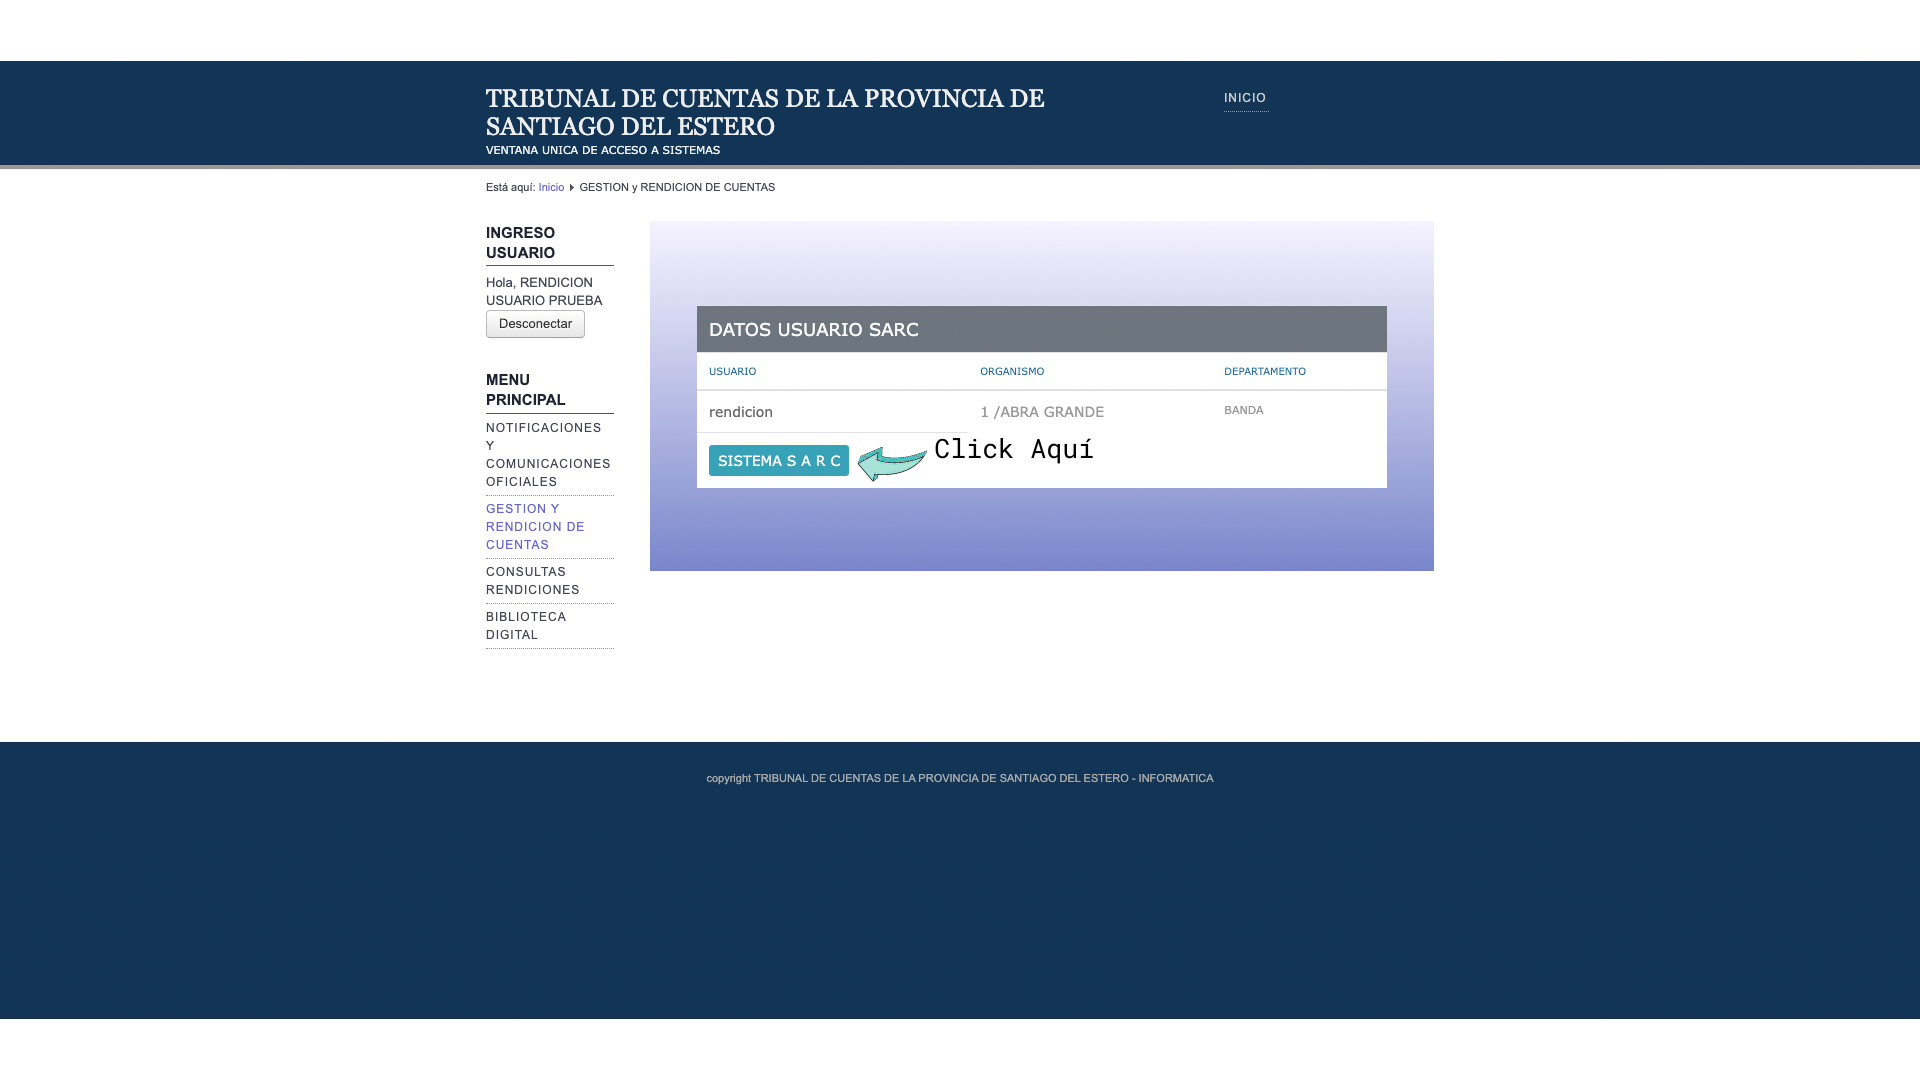 TRIBUNAL DE CUENTAS DE LA PROVINCIA DE
SANTIAGO DEL ESTERO
VENTANA UNICA DE ACCESO A SISTEMAS
INICIO
Está aquí: Inicio GESTION y RENDICION DE CUENTAS
INGRESO
USUARIO
Hola, RENDICION
USUARIO PRUEBA
Desconectar
MENU
PRINCIPAL
NOTIFICACIONES
Y
COMUNICACIONES
OFICIALES
GESTION Y
RENDICION DE
CUENTAS
CONSULTAS
RENDICIONES
BIBLIOTECA
DIGITAL
DATOS USUARIO SARC
USUARIO ORGANISMO DEPARTAMENTO
rendicion 1 /ABRA GRANDE BANDA
SISTEMA S A R C Click Aquí
copyright TRIBUNAL DE CUENTAS DE LA PROVINCIA DE SANTIAGO DEL ESTERO - INFORMATICA